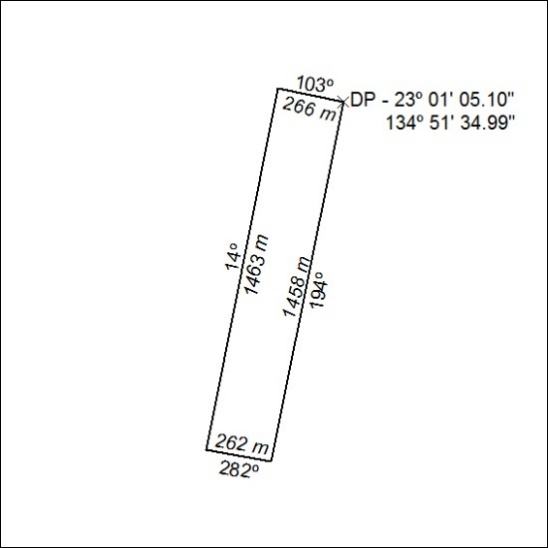 103º
DP - 23º 01' 05.10"
266 m
134º 51' 34.99"
14º
1463 m
1458 m
194º
262 m
282º